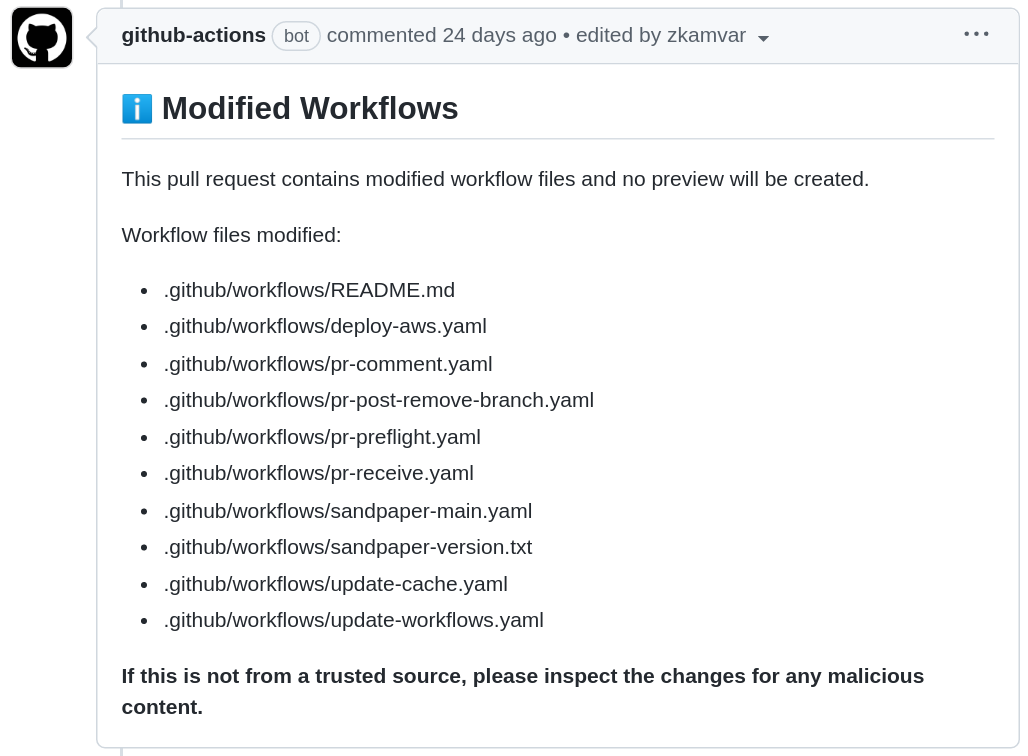 github-actions bot commented 24 days ago • edited by zkamvar
ℹ️ Modified Workflows
This pull request contains modified workflow files and no preview will be created.
Workflow files modified:
• .github/workflows/README.md
• .github/workflows/deploy-aws.yaml
• .github/workflows/pr-comment.yaml
• .github/workflows/pr-post-remove-branch.yaml
• .github/workflows/pr-preflight.yaml
• .github/workflows/pr-receive.yaml
• .github/workflows/sandpaper-main.yaml
• .github/workflows/sandpaper-version.txt
• .github/workflows/update-cache.yaml
• .github/workflows/update-workflows.yaml
If this is not from a trusted source, please inspect the changes for any malicious
content.